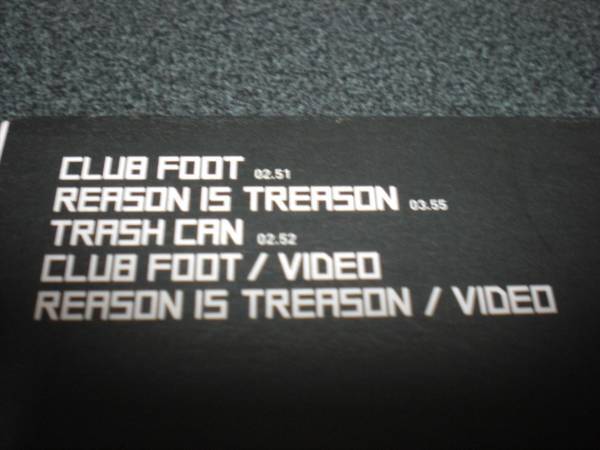 CLUB FOOT 02.51
REASON IS TREASON 03.55
TRASH CAN 02.52
CLUB FOOT / VIDEO
REASON IS TREASON / VIDEO